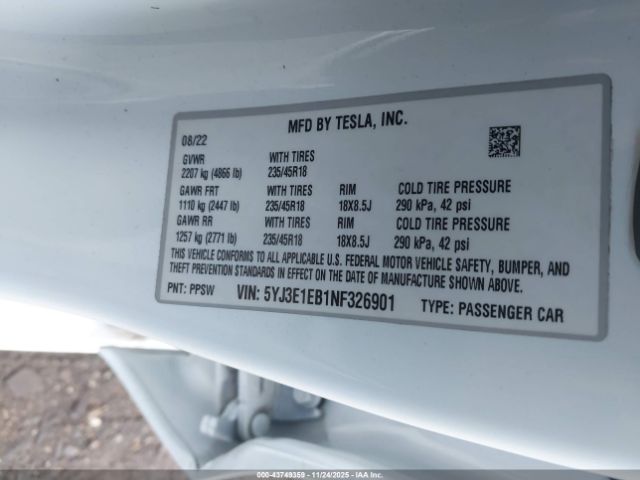 MFD BY TESLA, INC.
08/22
GVWR WITH TIRES
2207 kg (4866 lb) 235/45R18
GAWR FRT WITH TIRES RIM COLD TIRE PRESSURE
1110 kg (2447 lb) 235/45R18 18X8.5J 290 kPa, 42 psi
GAWR RR WITH TIRES RIM COLD TIRE PRESSURE
1257 kg (2771 lb) 235/45R18 18X8.5J 290 kPa, 42 psi
THIS VEHICLE CONFORMS TO ALL APPLICABLE U.S. FEDERAL MOTOR VEHICLE SAFETY, BUMPER, AND
THEFT PREVENTION STANDARDS IN EFFECT ON THE DATE OF MANUFACTURE SHOWN ABOVE.
PNT: PPSW VIN: 5YJ3E1EB1NF326901 TYPE: PASSENGER CAR
000-43749359 - 11/24/2025 - COPART.COM